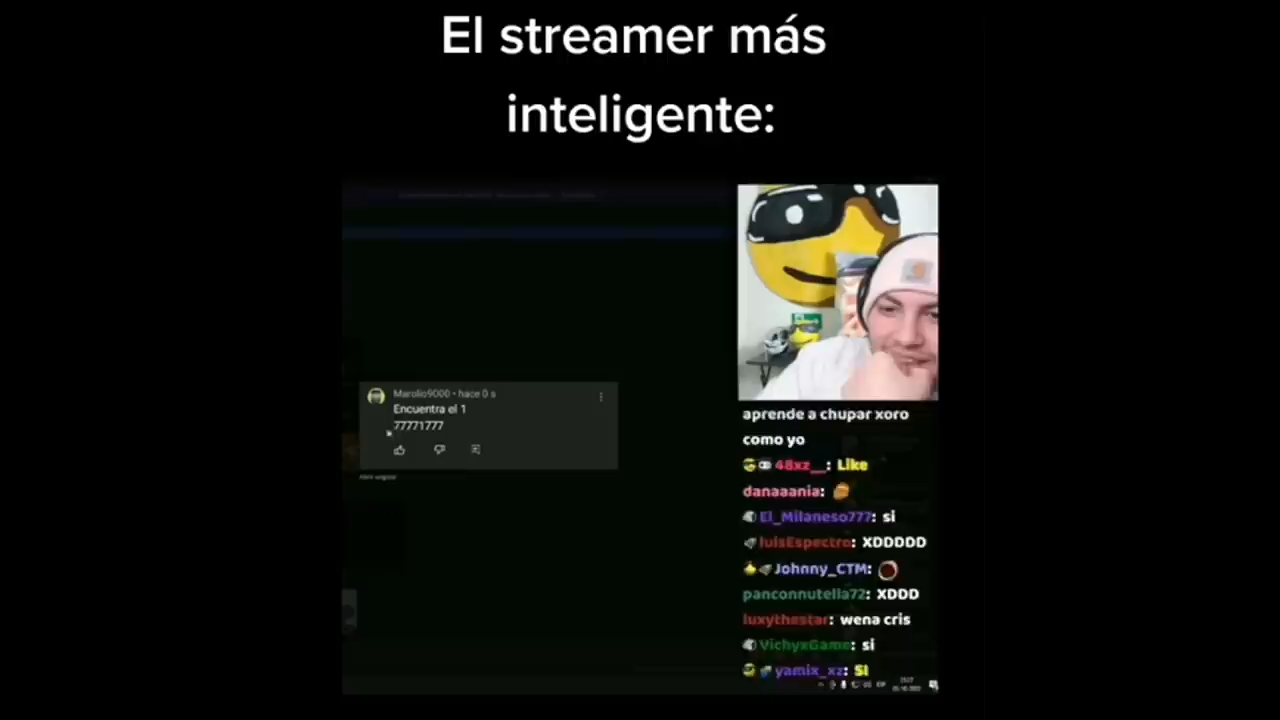 El streamer más
inteligente:
Marolio9000 • hace 0 s
Encuentra el 1
77771777
aprende a chupar xoro
como yo
48xz__: Like
danaaania:
El_Milaneso777: si
luisEspectro: XDDDDD
Johnny_CTM:
panconnutella72: XDDD
luxythestar: wena cris
VichyxGame: si
yamix_xz: Si